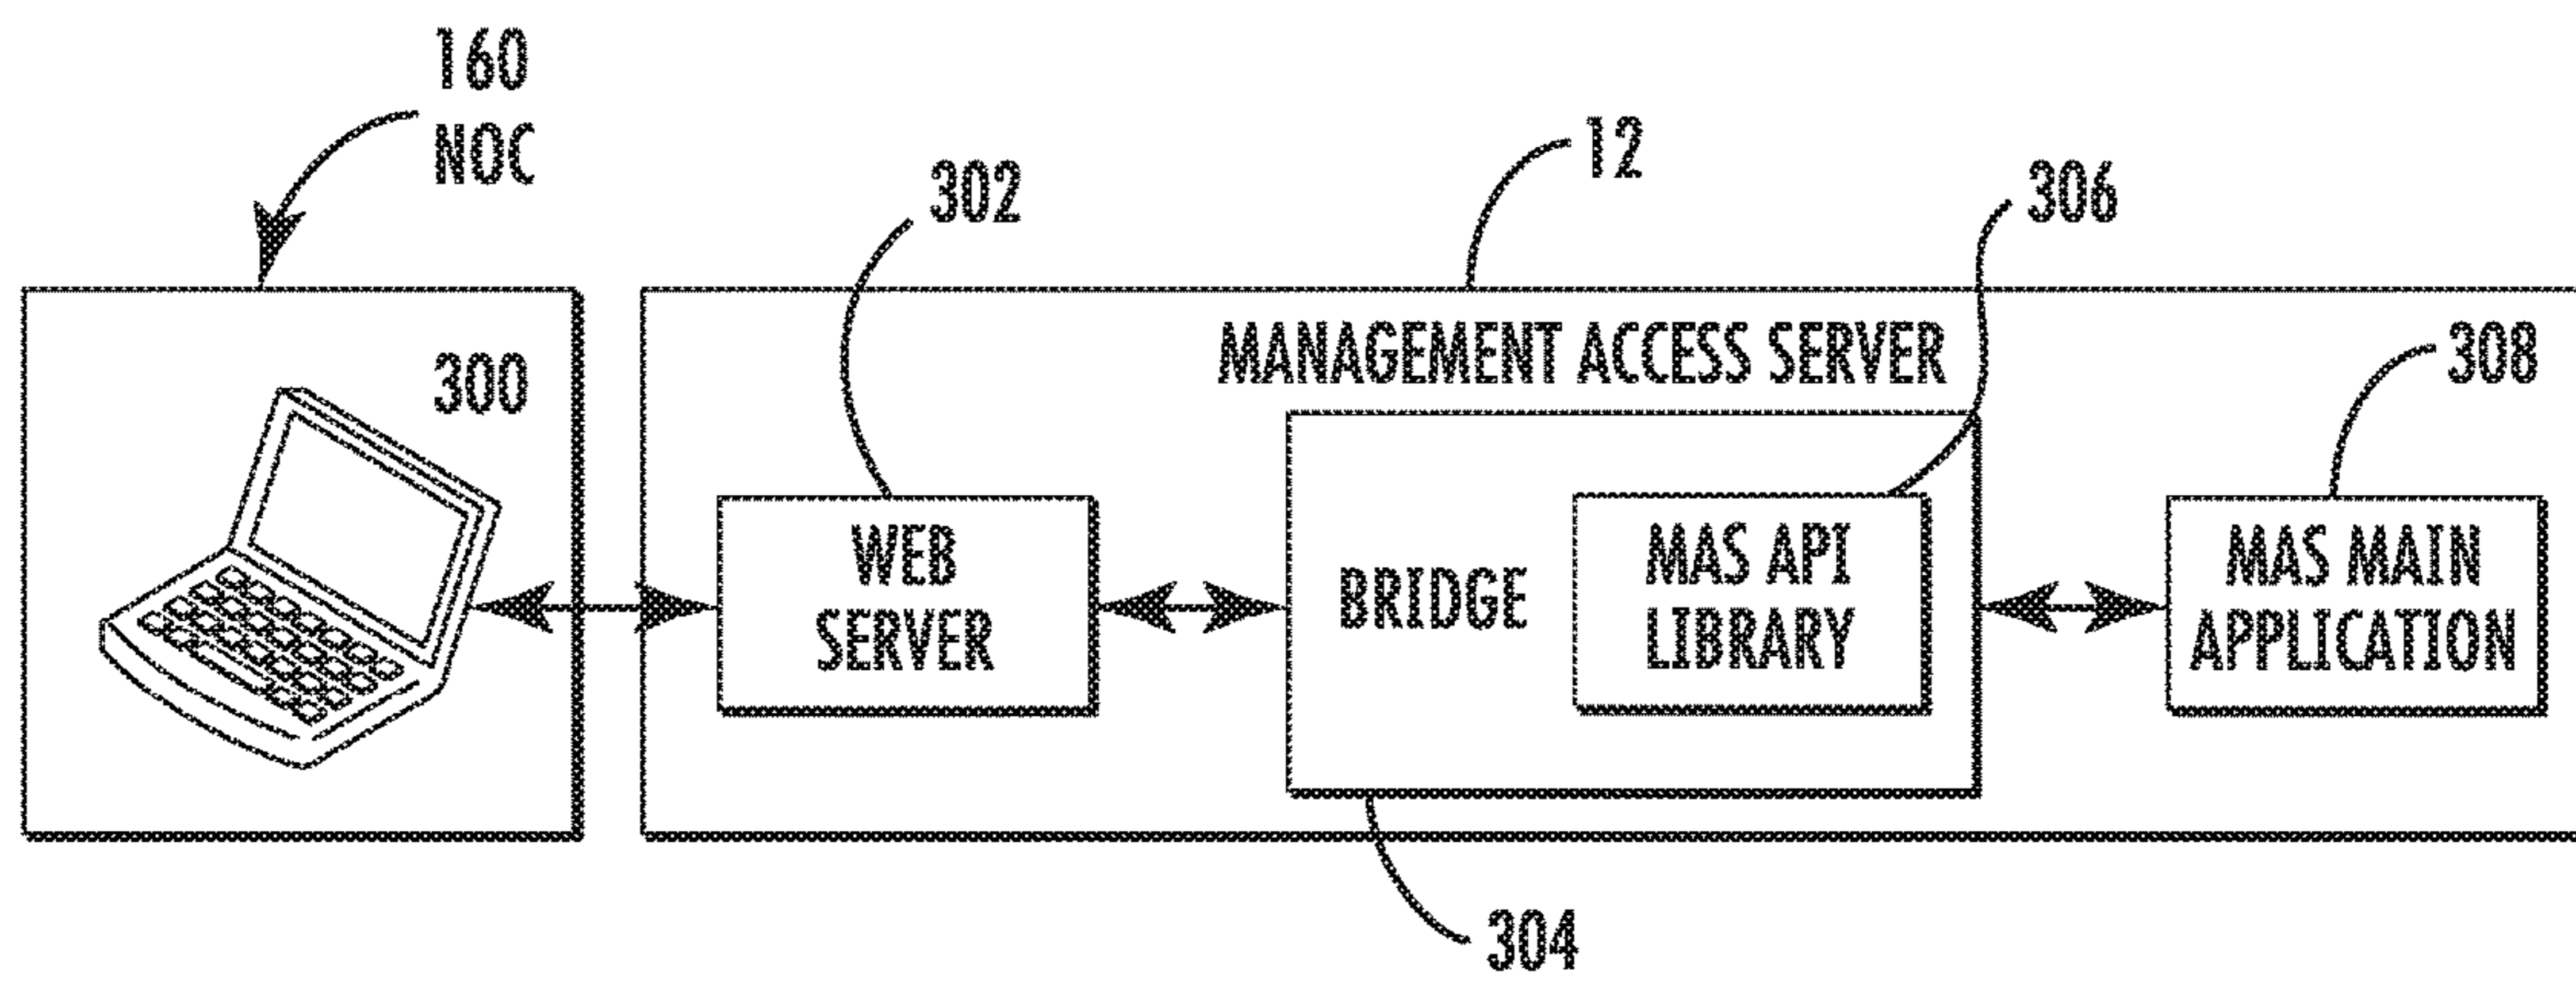 160
NOC
12
302
306
MANAGEMENT ACCESS SERVER
308
300
WEB
SERVER
BRIDGE
MAS API
LIBRARY
MAS MAIN
APPLICATION
304